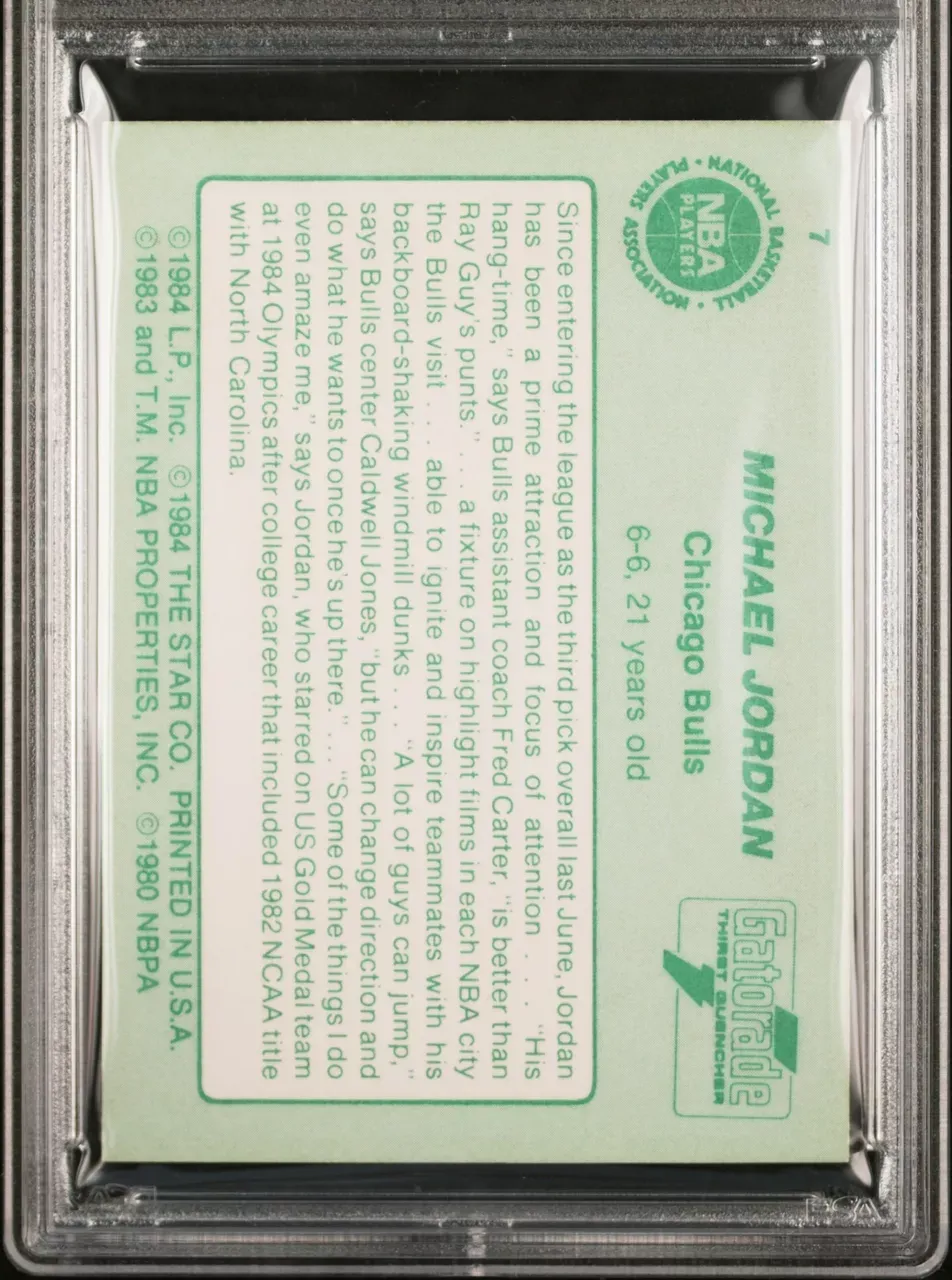 7
NATIONAL BASKETBALL PLAYERS ASSOCIATION
NBA
PLAYERS
MICHAEL JORDAN
Chicago Bulls
6-6, 21 years old
Gatorade
THIRST QUENCHER
Since entering the league as the third pick overall last June, Jordan
has been a prime attraction and focus of attention . . . "His
hang-time," says Bulls assistant coach Fred Carter, "is better than
Ray Guy's punts." . . . a fixture on highlight films in each NBA city
the Bulls visit . . . able to ignite and inspire teammates with his
backboard-shaking windmill dunks . . . "A lot of guys can jump,"
says Bulls center Caldwell Jones, "but he can change direction and
do what he wants to once he's up there." . . . "Some of the things I do
even amaze me," says Jordan, who starred on US Gold Medal team
at 1984 Olympics after college career that included 1982 NCAA title
with North Carolina.
©1984 L.P., Inc. ©1984 THE STAR CO. PRINTED IN U.S.A.
©1983 and T.M. NBA PROPERTIES, INC. ©1980 NBPA
PSA
PSA